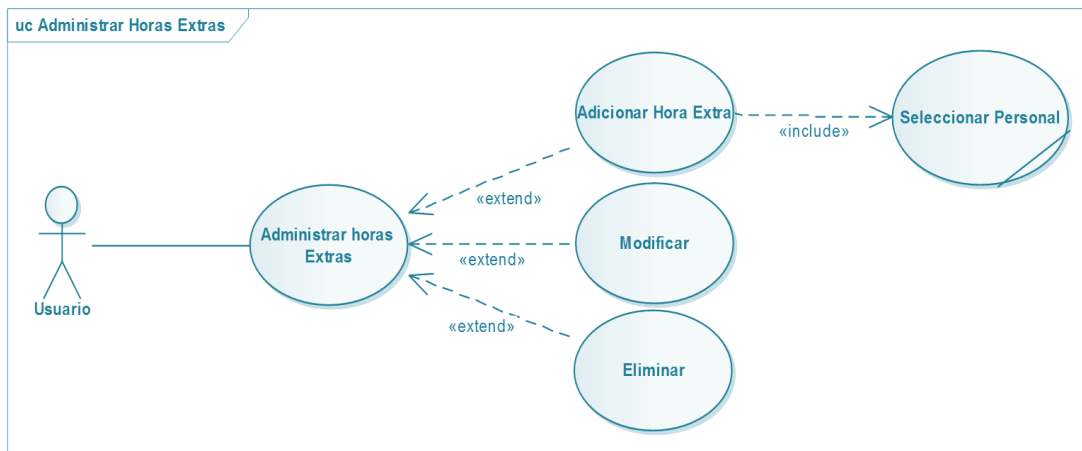 uc Administrar Horas Extras
Adicionar Hora Extra
«include»
Seleccionar Personal
«extend»
Administrar horas
Extras
«extend»
Modificar
Usuario
«extend»
Eliminar